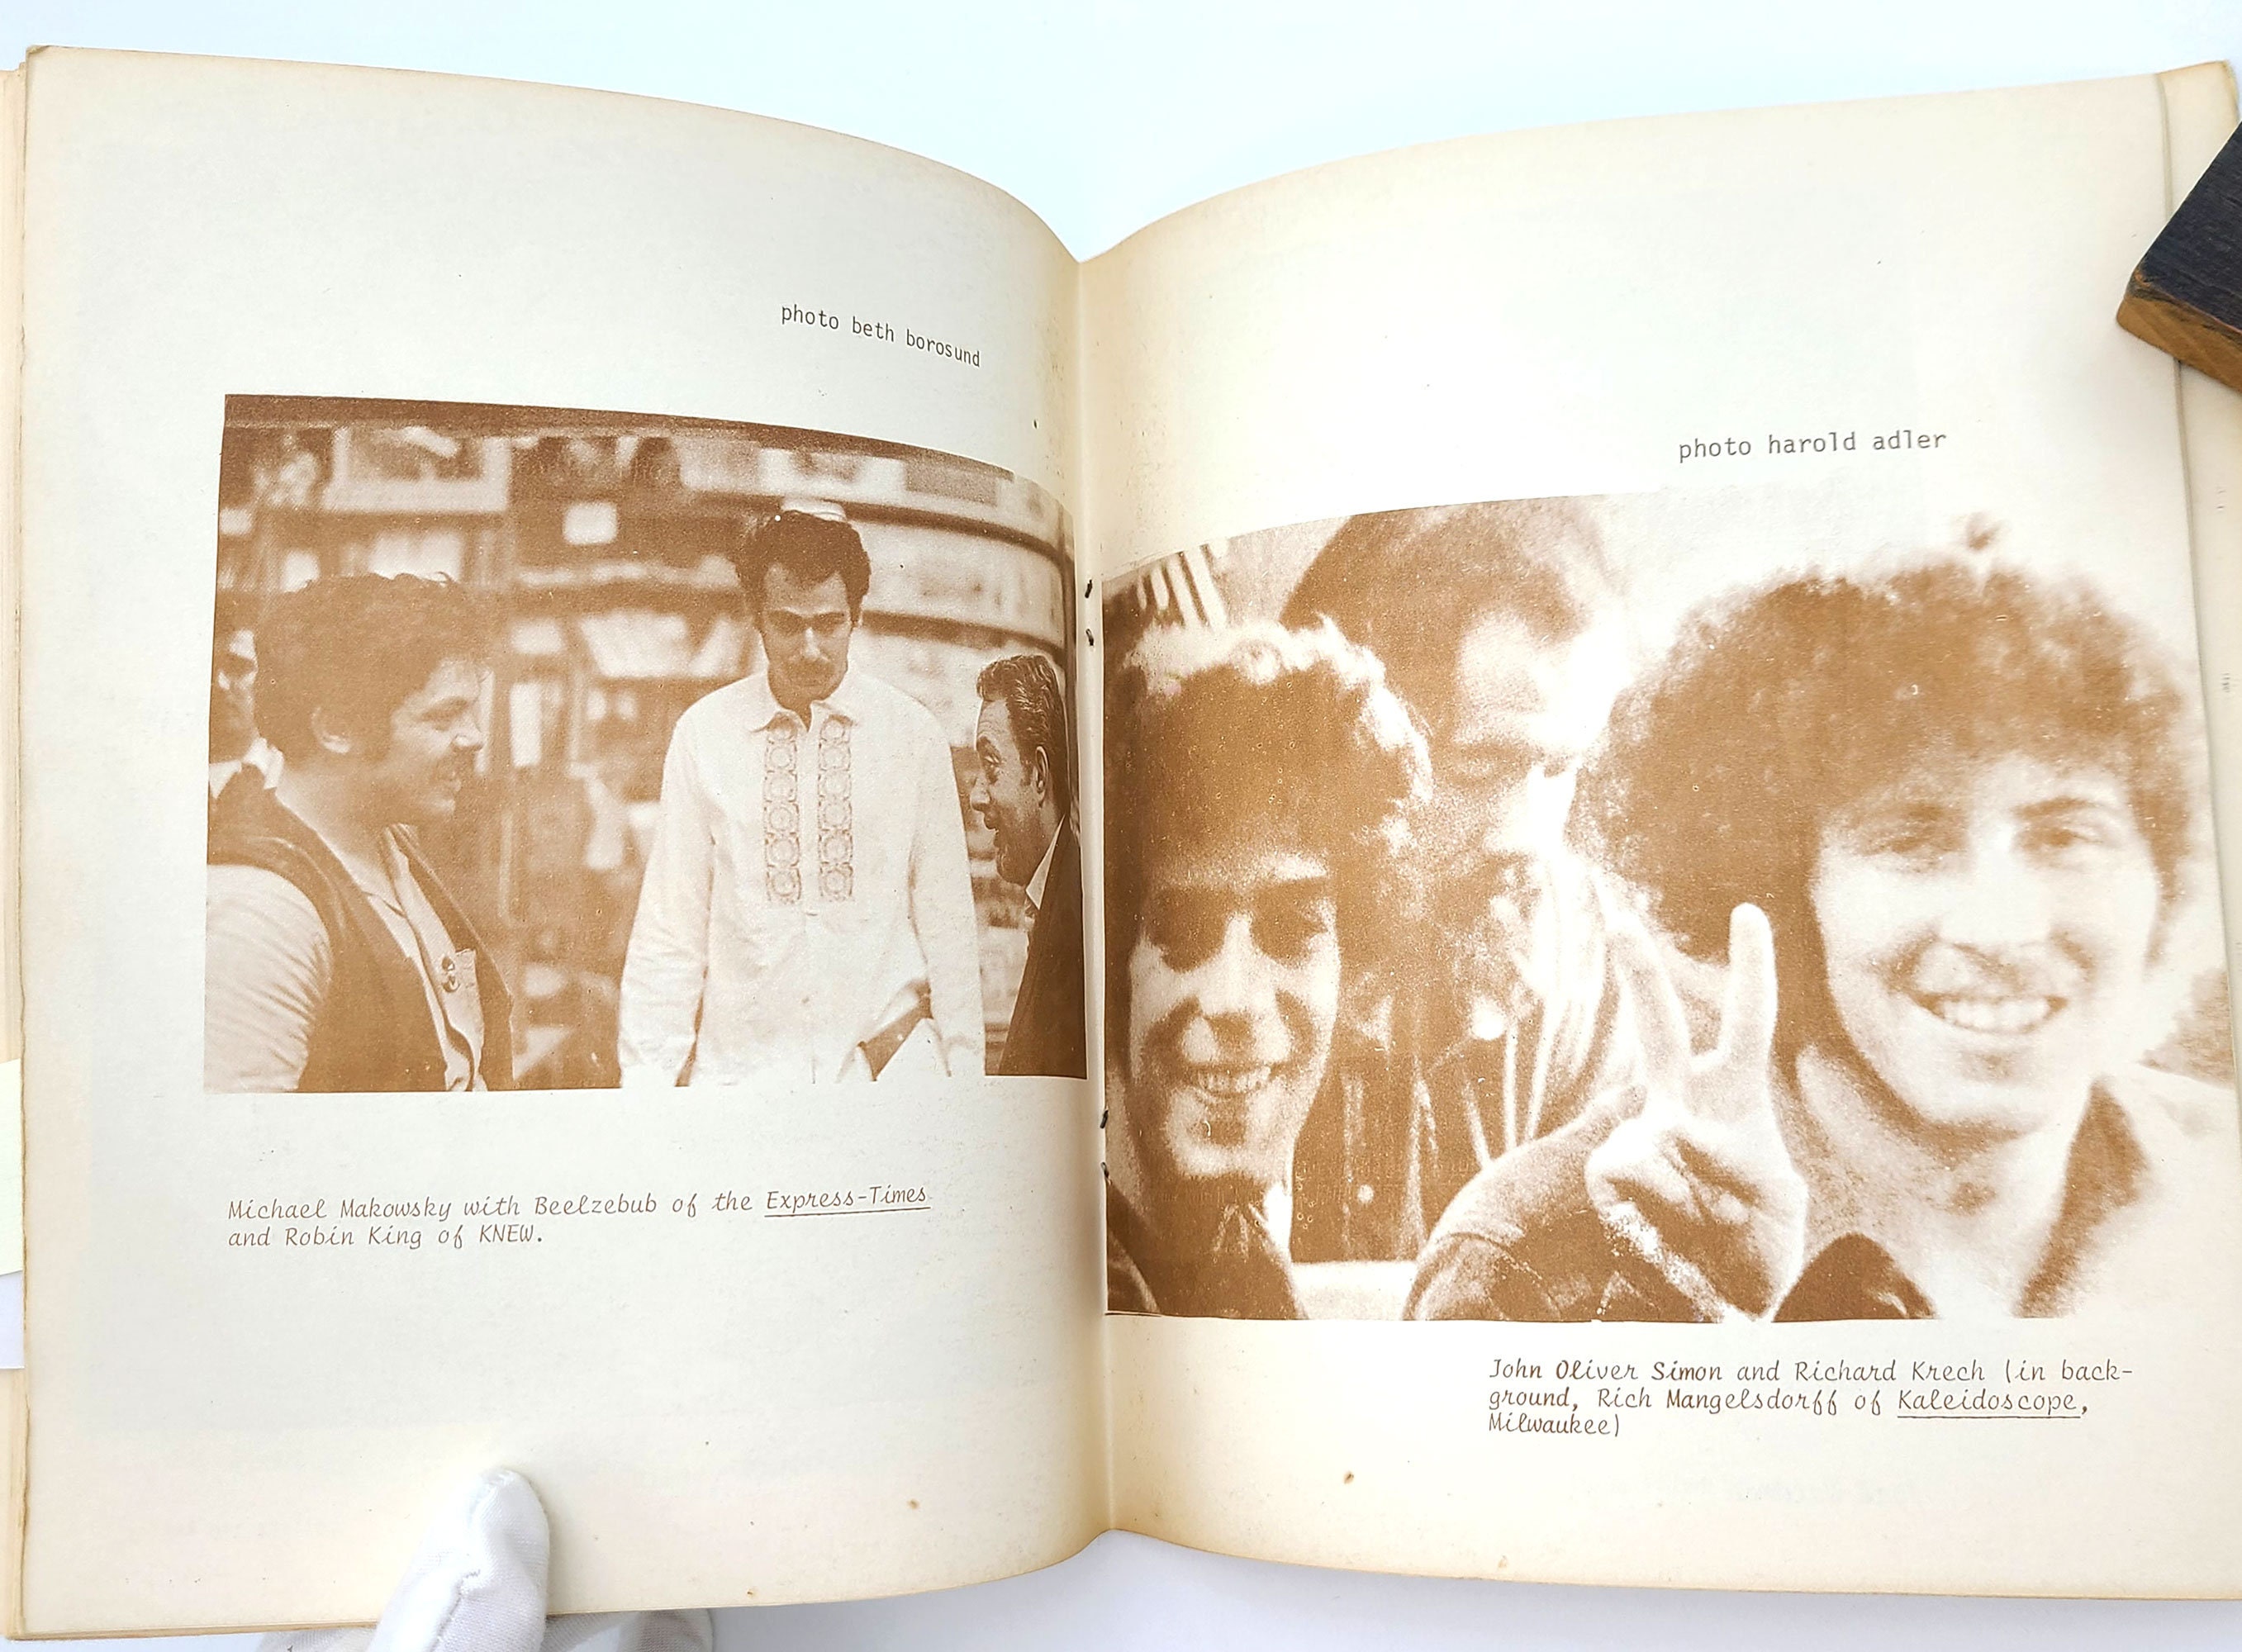 photo beth borosund
Michael Makowsky with Beelzebub of the Express-Times
and Robin King of KNEW.
photo harold adler
John Oliver Simon and Richard Krech (in back-
ground, Rich Mangelsdorff of Kaleidoscope,
Milwaukee)